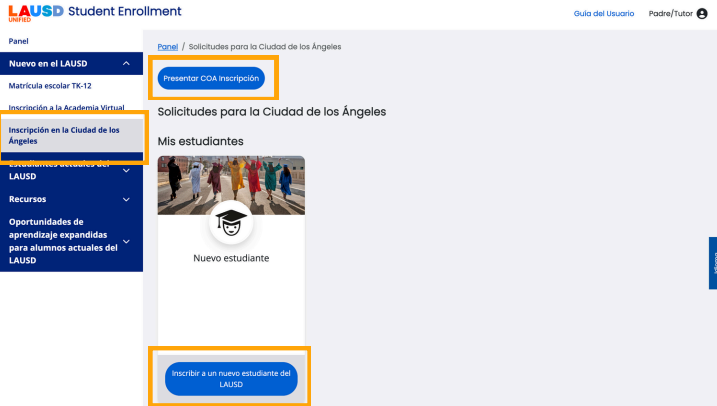 LAUSD Student Enrollment
UNIFIED
Guía del Usuario
Padre/Tutor
Panel
Nuevo en el LAUSD
Matrícula escolar TK-12
Inscripción a la Academia Virtual
Inscripción en la Ciudad de los
Ángeles
Estudiantes actuales del
LAUSD
Recursos
Oportunidades de
aprendizaje expandidas
para alumnos actuales del
LAUSD
Panel / Solicitudes para la Ciudad de los Ángeles
Presentar COA Inscripción
Solicitudes para la Ciudad de los Ángeles
Mis estudiantes
Nuevo estudiante
Inscribir a un nuevo estudiante del
LAUSD